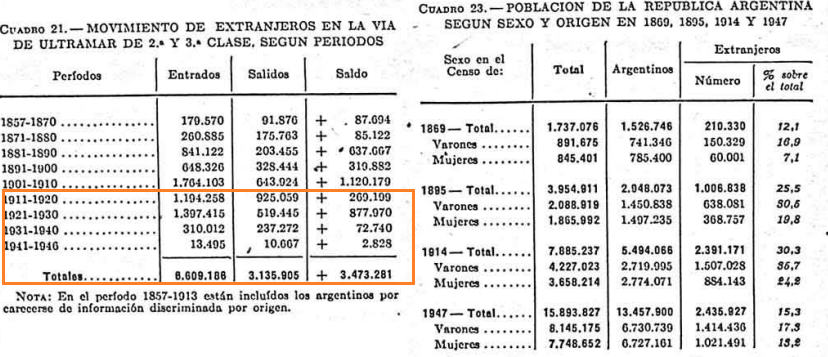 CUADRO 21. — MOVIMIENTO DE EXTRANJEROS EN LA VIA
DE ULTRAMAR DE 2.ª Y 3.ª CLASE, SEGUN PERIODOS
Períodos Entrados Salidos Saldo
1857-1870 .............. 179.570 91.876 + 87.694
1871-1880 .............. 260.885 175.763 + 85.122
1881-1890 .............. 841.122 203.455 + 637.667
1891-1900 .............. 648.326 328.444 + 319.882
1901-1910 .............. 1.764.103 643.924 + 1.120.179
1911-1920 .............. 1.194.258 925.059 + 269.199
1921-1930 .............. 1.397.415 519.445 + 877.970
1931-1940 .............. 310.012 237.272 + 72.740
1941-1946 .............. 13.495 10.667 + 2.828
Totales............ 6.609.186 3.135.905 + 3.473.281
NOTA: En el período 1857-1913 están incluídos los argentinos por
carecerse de información discriminada por origen.
CUADRO 23. — POBLACION DE LA REPUBLICA ARGENTINA
SEGUN SEXO Y ORIGEN EN 1869, 1895, 1914 Y 1947
Sexo en el Censo de: Total Argentinos Extranjeros
Número % sobre el total
1869 — Total...... 1.737.076 1.526.746 210.330 12,1
Varones ........ 891.675 741.346 150.329 16,9
Mujeres ........ 845.401 785.400 60.001 7,1
1895 — Total...... 3.954.911 2.948.073 1.006.838 25,5
Varones ........ 2.088.919 1.450.838 638.081 30,5
Mujeres ........ 1.865.992 1.497.235 368.757 19,8
1914 — Total...... 7.885.237 5.494.066 2.391.171 30,3
Varones ........ 4.227.023 2.719.995 1.507.028 35,7
Mujeres ........ 3.658.214 2.774.071 884.143 24,2
1947 — Total ...... 15.893.827 13.457.900 2.435.927 15,3
Varones ........ 8.145.175 6.730.739 1.414.436 17,3
Mujeres ........ 7.748.652 6.727.161 1.021.491 13,2